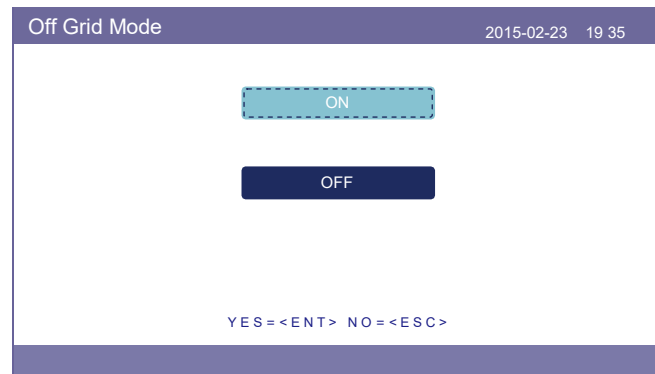 Off Grid Mode 2015-02-23 19 35
ON
OFF
YES=<ENT> NO=<ESC>